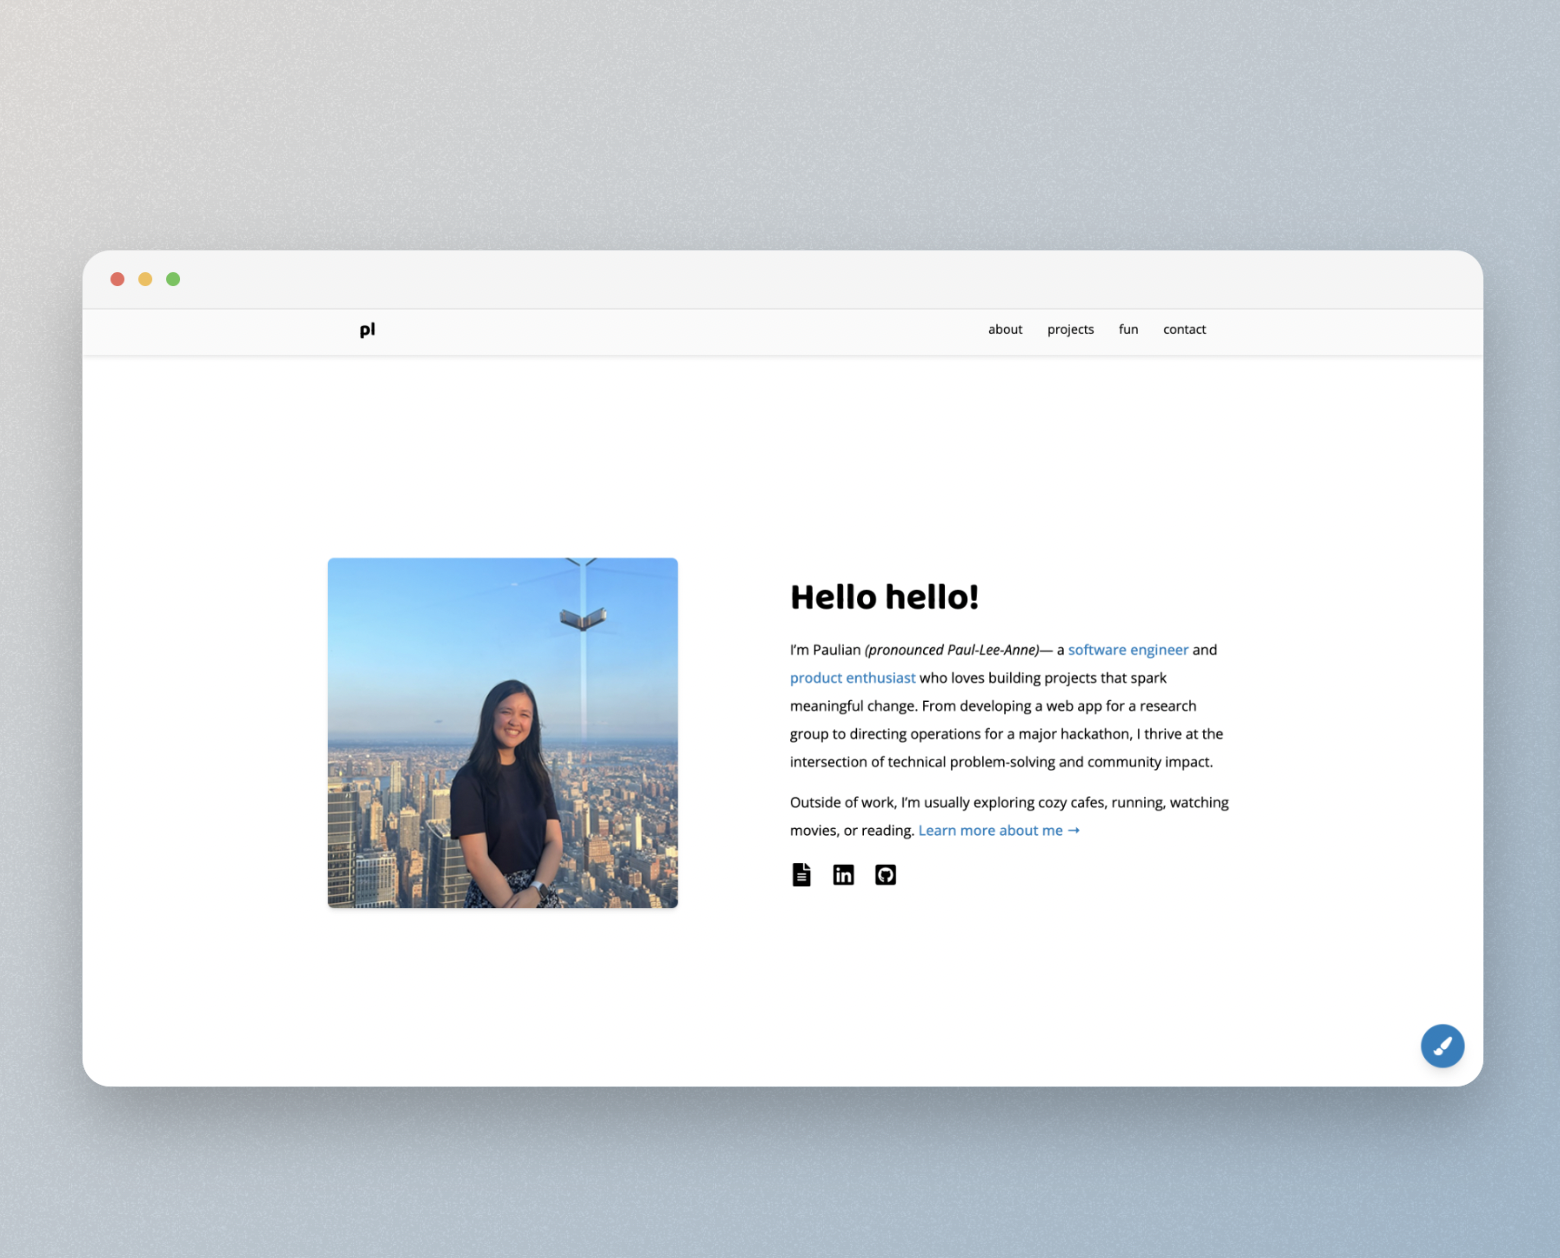 pl
about projects fun contact
Hello hello!
I'm Paulian (pronounced Paul-Lee-Anne)— a software engineer and
product enthusiast who loves building projects that spark
meaningful change. From developing a web app for a research
group to directing operations for a major hackathon, I thrive at the
intersection of technical problem-solving and community impact.
Outside of work, I'm usually exploring cozy cafes, running, watching
movies, or reading. Learn more about me →
in